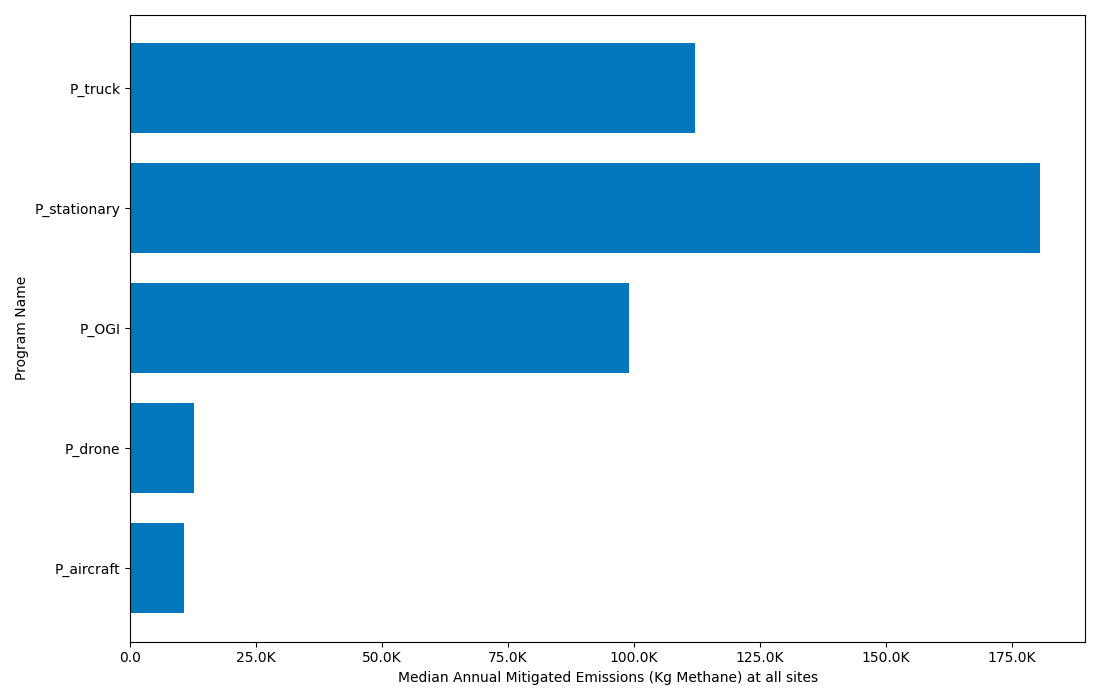 P_truck
P_stationary
P_OGI
P_drone
P_aircraft
Program Name
0.0 25.0K 50.0K 75.0K 100.0K 125.0K 150.0K 175.0K
Median Annual Mitigated Emissions (Kg Methane) at all sites